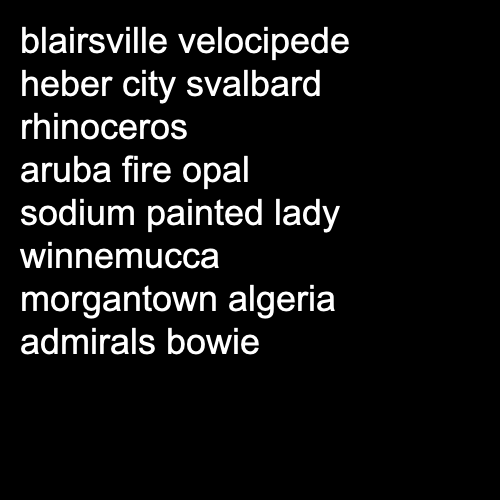 blairsville velocipede
heber city svalbard
rhinoceros
aruba fire opal
sodium painted lady
winnemucca
morgantown algeria
admirals bowie